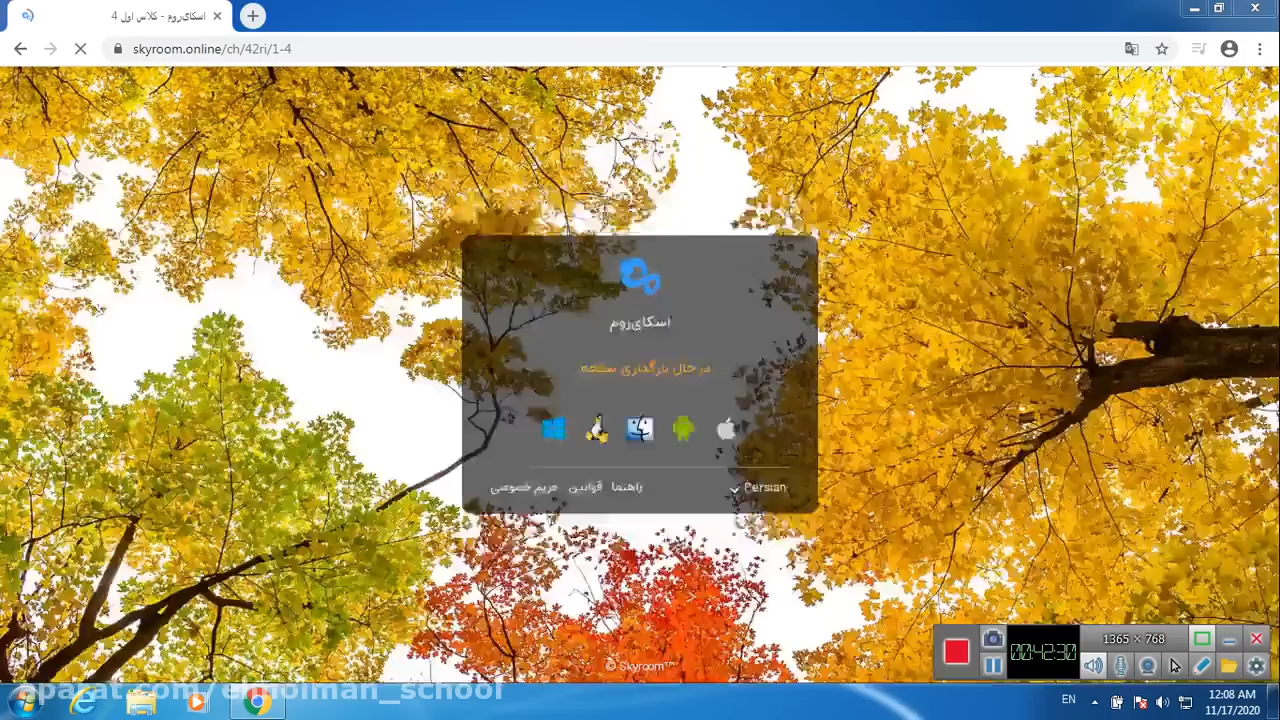 اسکای‌روم - کلاس اول 4
skyroom.online/ch/42ri/1-4
اسکای‌روم
در حال بارگذاری صفحه
Persian
راهنما قوانین حریم خصوصی
Skyroom™
1365 × 768
00:42:30
aparat.com/elmolman_school
EN
12:08 AM
11/17/2020